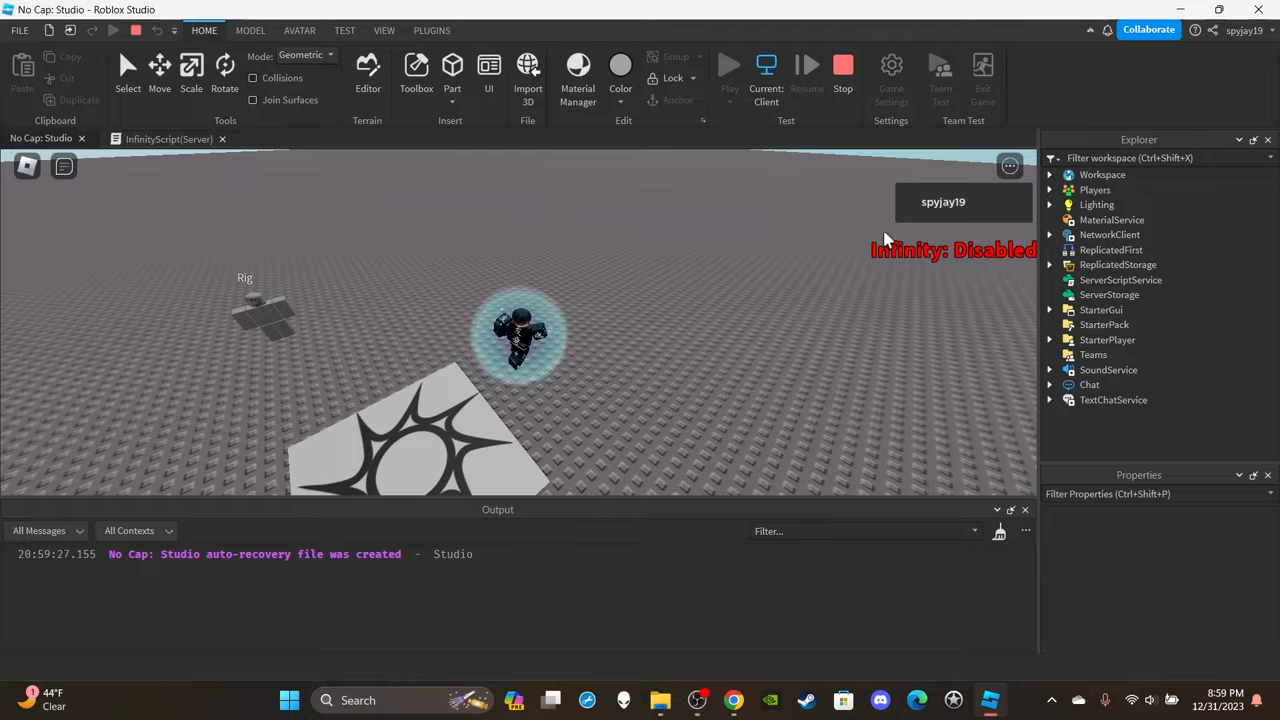 No Cap: Studio - Roblox Studio
FILE HOME MODEL AVATAR TEST VIEW PLUGINS Collaborate spyjay19
Paste Copy Cut Duplicate
Select Move Scale Rotate
Mode: Geometric
Collisions
Join Surfaces
Editor
Toolbox Part UI Import 3D
Material Manager Color
Group
Lock
Anchor
Play Current: Client Resume Stop
Game Settings
Team Test Exit Game
Clipboard Tools Terrain Insert File Edit Test Settings Team Test
No Cap: Studio InfinityScript(Server)
spyjay19
Infinity: Disabled
Rig
Explorer
Filter workspace (Ctrl+Shift+X)
Workspace
Players
Lighting
MaterialService
NetworkClient
ReplicatedFirst
ReplicatedStorage
ServerScriptService
ServerStorage
StarterGui
StarterPack
StarterPlayer
Teams
SoundService
Chat
TextChatService
Properties
Filter Properties (Ctrl+Shift+P)
Output
All Messages All Contexts Filter...
20:59:27.155 No Cap: Studio auto-recovery file was created - Studio
1
44°F
Clear
Search
PRE
8:59 PM
12/31/2023